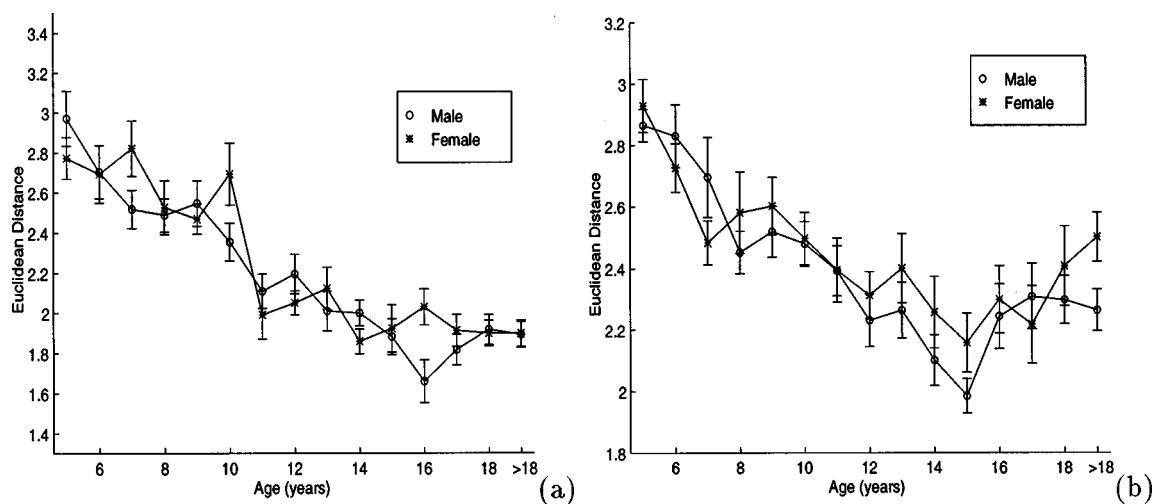 3.4
3.2
3
2.8
2.6
2.4
2.2
2
1.8
1.6
1.4
Euclidean Distance
Male
Female
6 8 10 12 14 16 18 >18
Age (years)
(a)
3.2
3
2.8
2.6
2.4
2.2
2
1.8
Euclidean Distance
Male
Female
6 8 10 12 14 16 18 >18
Age (years)
(b)